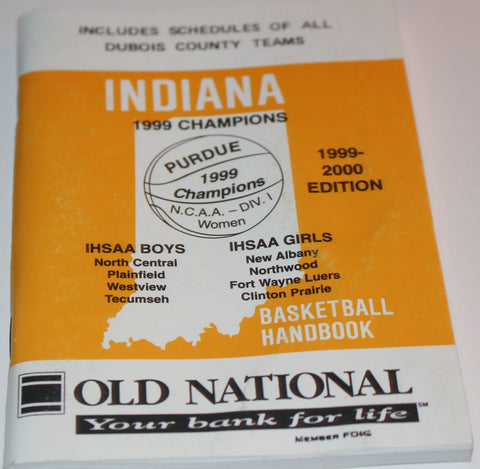 INCLUDES SCHEDULES OF ALL
DUBOIS COUNTY TEAMS
INDIANA
1999 CHAMPIONS
PURDUE
1999
Champions
N.C.A.A. – DIV. I
Women
1999-
2000
EDITION
IHSAA BOYS
North Central
Plainfield
Westview
Tecumseh
IHSAA GIRLS
New Albany
Northwood
Fort Wayne Luers
Clinton Prairie
BASKETBALL
HANDBOOK
OLD NATIONAL
Your bank for life℠
MEMBER FDIC